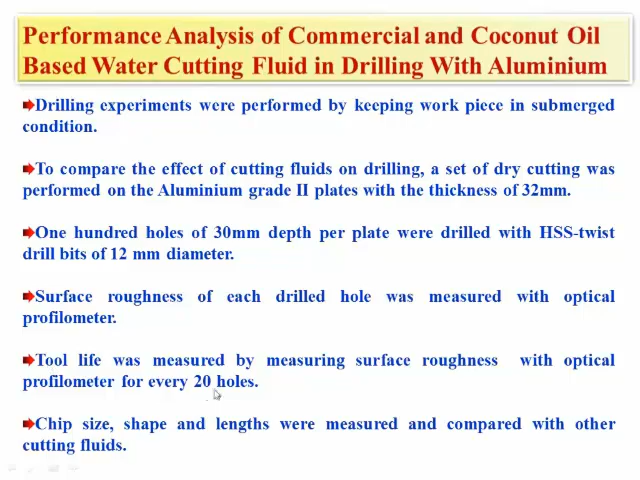 Performance Analysis of Commercial and Coconut Oil
Based Water Cutting Fluid in Drilling With Aluminium
Drilling experiments were performed by keeping work piece in submerged
condition.
To compare the effect of cutting fluids on drilling, a set of dry cutting was
performed on the Aluminium grade II plates with the thickness of 32mm.
One hundred holes of 30mm depth per plate were drilled with HSS-twist
drill bits of 12 mm diameter.
Surface roughness of each drilled hole was measured with optical
profilometer.
Tool life was measured by measuring surface roughness with optical
profilometer for every 20 holes.
Chip size, shape and lengths were measured and compared with other
cutting fluids.